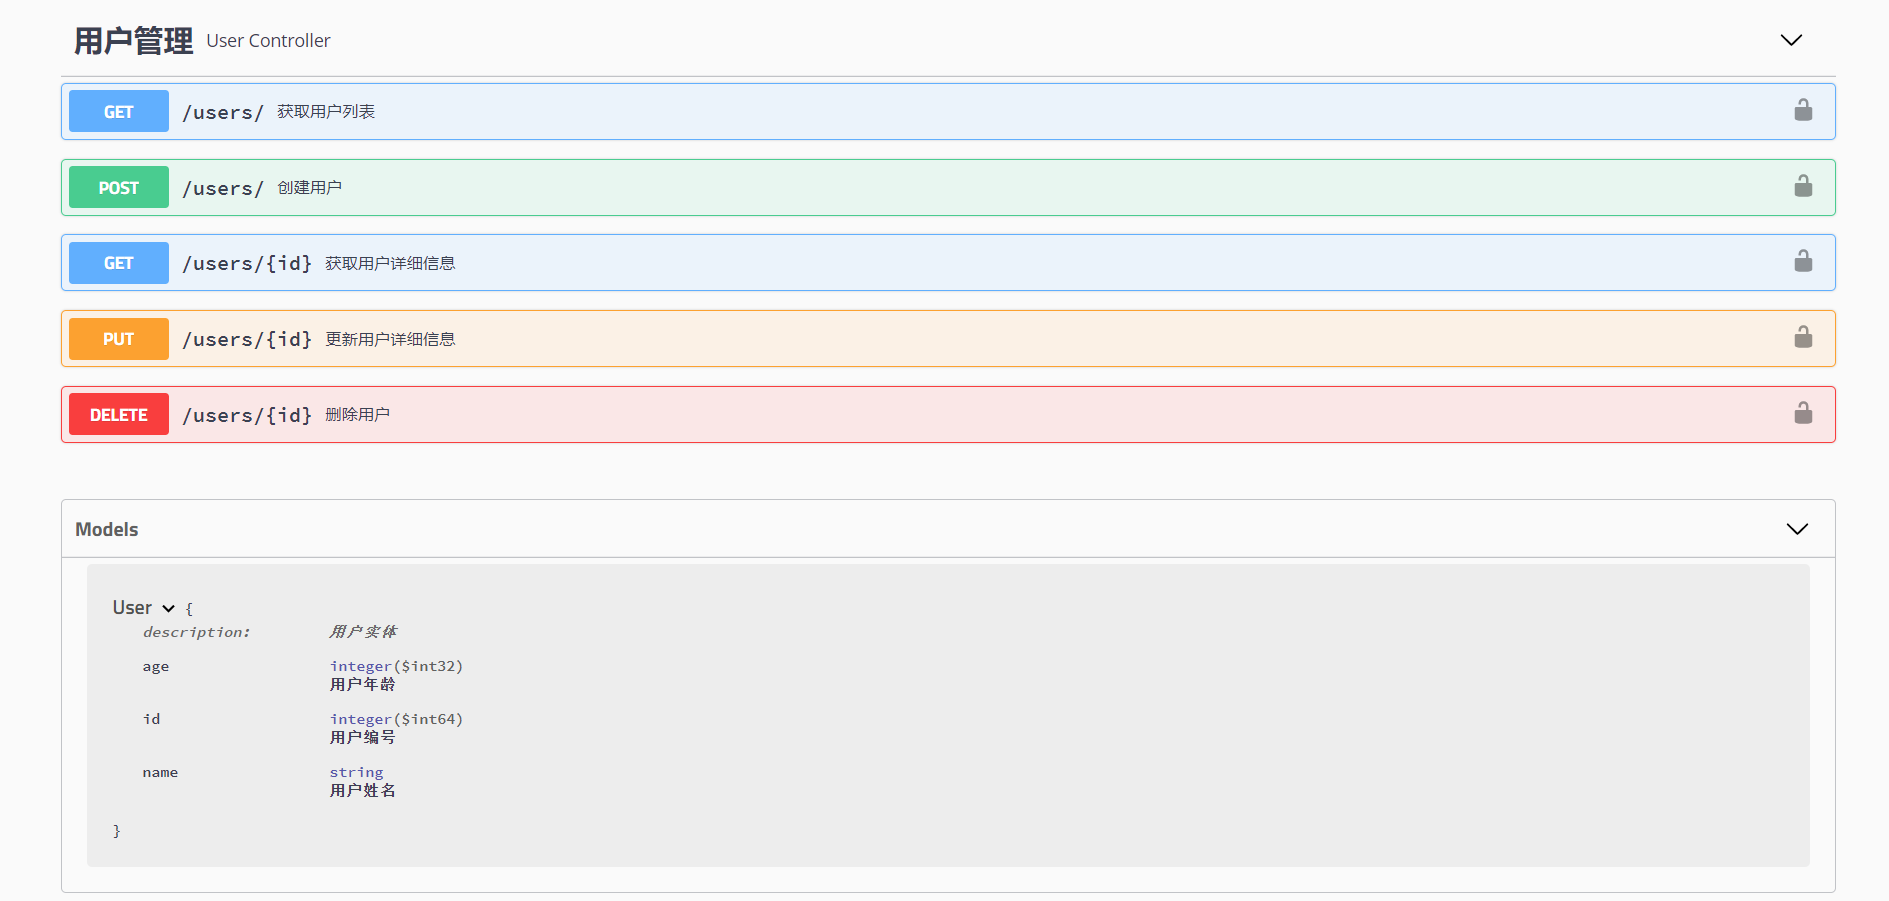 用户管理 User Controller
GET /users/ 获取用户列表
POST /users/ 创建用户
GET /users/{id} 获取用户详细信息
PUT /users/{id} 更新用户详细信息
DELETE /users/{id} 删除用户
Models
User {
description: 用户实体
age integer($int32)
用户年龄
id integer($int64)
用户编号
name string
用户姓名
}